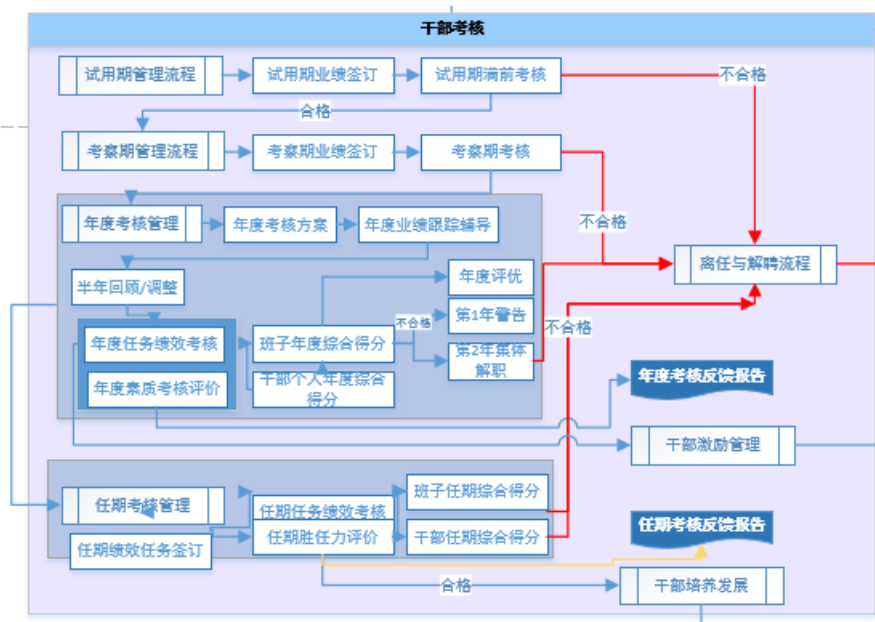 干部考核
试用期管理流程
试用期业绩签订
试用期满前考核
不合格
合格
考察期管理流程
考察期业绩签订
考察期考核
不合格
年度考核管理
年度考核方案
年度业绩跟踪辅导
离任与解聘流程
半年回顾/调整
年度评优
第1年警告
不合格
不合格
年度任务绩效考核
班子年度综合得分
第2年集体
解职
年度素质考核评价
干部个人年度综合
得分
年度考核反馈报告
干部激励管理
任期考核管理
任期任务绩效考核
班子任期综合得分
任期绩效任务签订
任期胜任力评价
干部任期综合得分
任期考核反馈报告
合格
干部培养发展